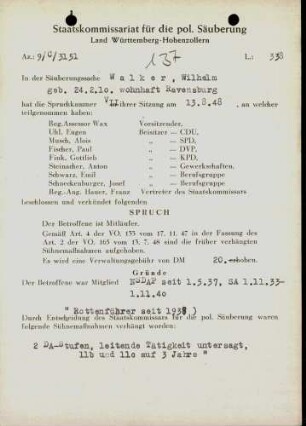 Staatskommissariat für die pol. Säuberung
Land Württemberg-Hohenzollern
Az.: 9/C/3151 137 L.: 338
In der Säuberungssache Walker, Wilhelm
geb. 24.2.10. wohnhaft Ravensburg
hat die Spruchkammer VII ihrer Sitzung am 13.8.48 , an welcher
teilgenommen haben:
Reg.Assessor Wax Vorsitzender,
Uhl, Eugen Beisitzer — CDU,
Musch, Alois „ — SPD,
Fischer, Paul „ — DVP,
Fink, Gottlieb „ — KPD,
Steinacher, Anton „ — Gewerkschaften,
Schwarz, Emil „ — Berufsgruppe
Schneckenburger, Josef „ — Berufsgruppe
Reg.-Ang. Bauer, Franz Vertreter des Staatskommissars
beschlossen und verkündet folgenden
SPRUCH
Der Betroffene ist Mitläufer.
Gemäß Art. 4 der VO. 133 vom 17. 11. 47 in der Fassung des
Art. 2 der VO. 165 vom 13. 7. 48 sind die früher verhängten
Sühnemaßnahmen aufgehoben.
Es wird eine Verwaltungsgebühr von DM 20.- erhoben.
Gründe
Der Betroffene war Mitglied NSDAP seit 1.5.37, SA 1.11.33-
1.11.40
"Rottenführer seit 1938)
Durch Entscheidung des Staatskommissars für die pol. Säuberung waren
folgende Sühnemaßnahmen verhängt worden:
2 DA-Stufen, leitende Tätigkeit untersagt,
11b und 11c auf 3 Jahre "